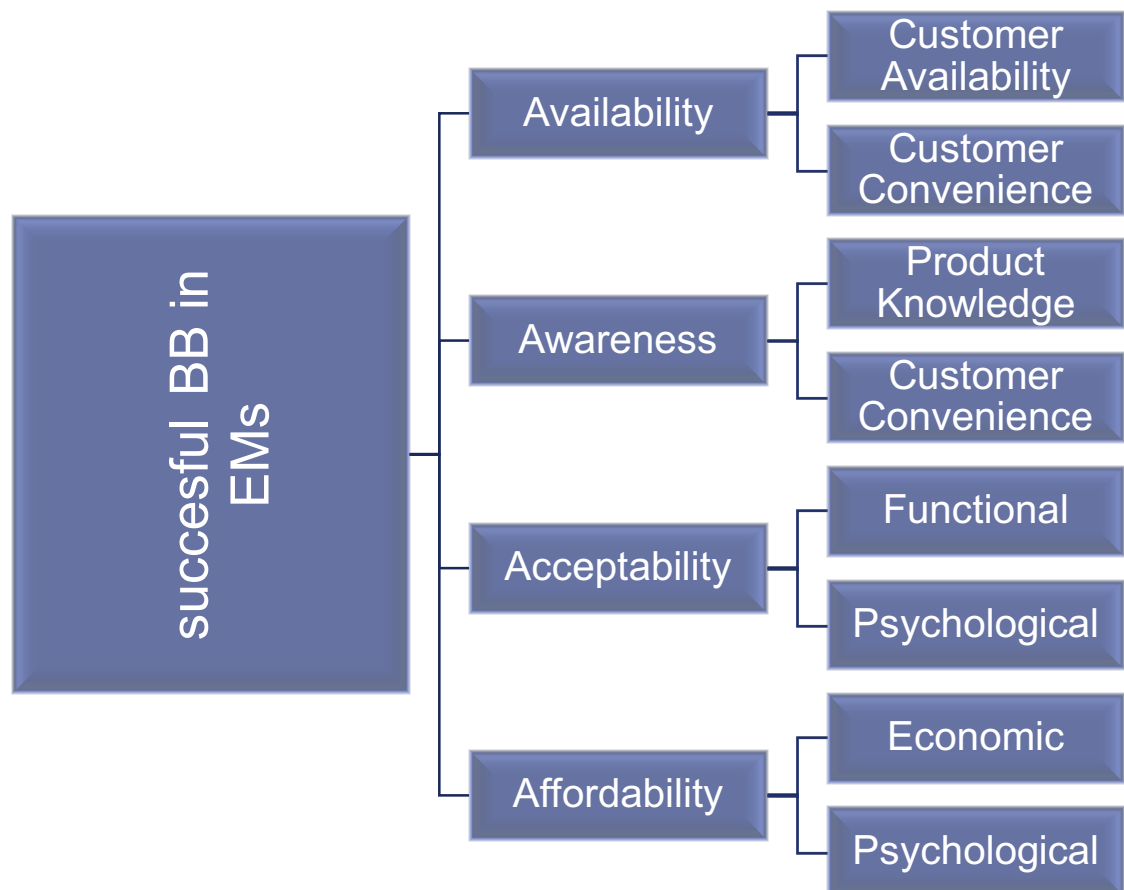 succesful BB in
EMs
Availability
Customer
Availability
Customer
Convenience
Awareness
Product
Knowledge
Customer
Convenience
Acceptability
Functional
Psychological
Affordability
Economic
Psychological